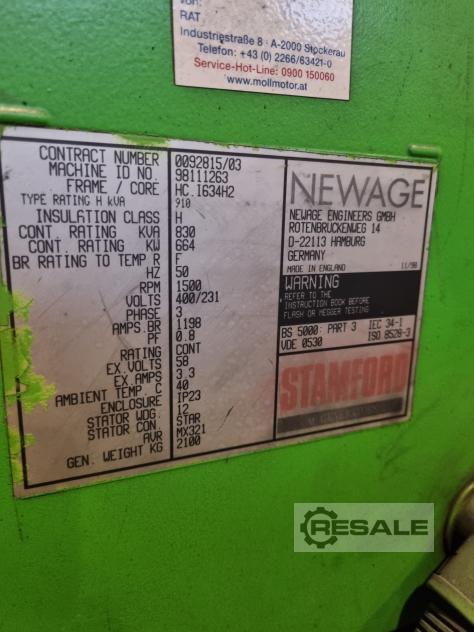 von:
RAT
Industriestraße 8 · A-2000 Stockerau
Telefon: +43 (0) 2266/63421-0
Service-Hot-Line: 0900 150060
www.mollmotor.at
CONTRACT NUMBER 0092815/03
MACHINE ID NO. 98111263
FRAME / CORE HC.I634H2
TYPE RATING H kVA 910
INSULATION CLASS H
CONT. RATING KVA 830
CONT. RATING KW 664
BR RATING TO TEMP R F
HZ 50
RPM 1500
VOLTS 400/231
PHASE 3
AMPS.BR 1198
PF 0.8
RATING CONT
EX.VOLTS 58
EX.AMPS 3.3
AMBIENT TEMP. C 40
ENCLOSURE IP23
STATOR WDG. 12
STATOR CON. STAR
AVR MX321
GEN. WEIGHT KG 2100
NEWAGE
NEWAGE ENGINEERS GMBH
ROTENBRUCKENWEG 14
D-22113 HAMBURG
GERMANY
MADE IN ENGLAND 11/98
WARNING
REFER TO THE
INSTRUCTION BOOK BEFORE
FLASH OR MEGGER TESTING
BS 5000: PART 3 IEC 34-1
VDE 0530 ISO 8528-3
STAMFORD
RESALE